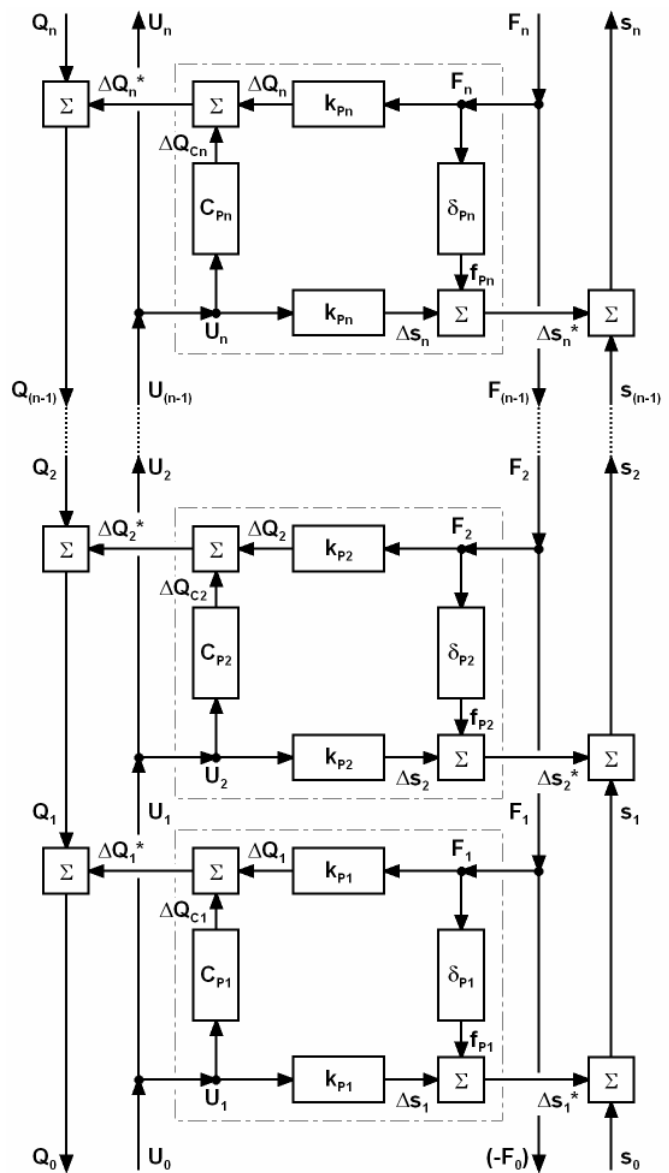 Qn Un Fn sn
Σ ΔQn* Σ ΔQn kPn Fn
ΔQCn
CPn δPn
fPn
Un kPn Δsn Σ Δsn* Σ
Q(n-1) U(n-1) F(n-1) s(n-1)
Q2 U2 F2 s2
Σ ΔQ2* Σ ΔQ2 kP2 F2
ΔQC2
CP2 δP2
fP2
U2 kP2 Δs2 Σ Δs2* Σ
Q1 U1 F1 s1
Σ ΔQ1* Σ ΔQ1 kP1 F1
ΔQC1
CP1 δP1
fP1
U1 kP1 Δs1 Σ Δs1* Σ
Q0 U0 (-F0) s0